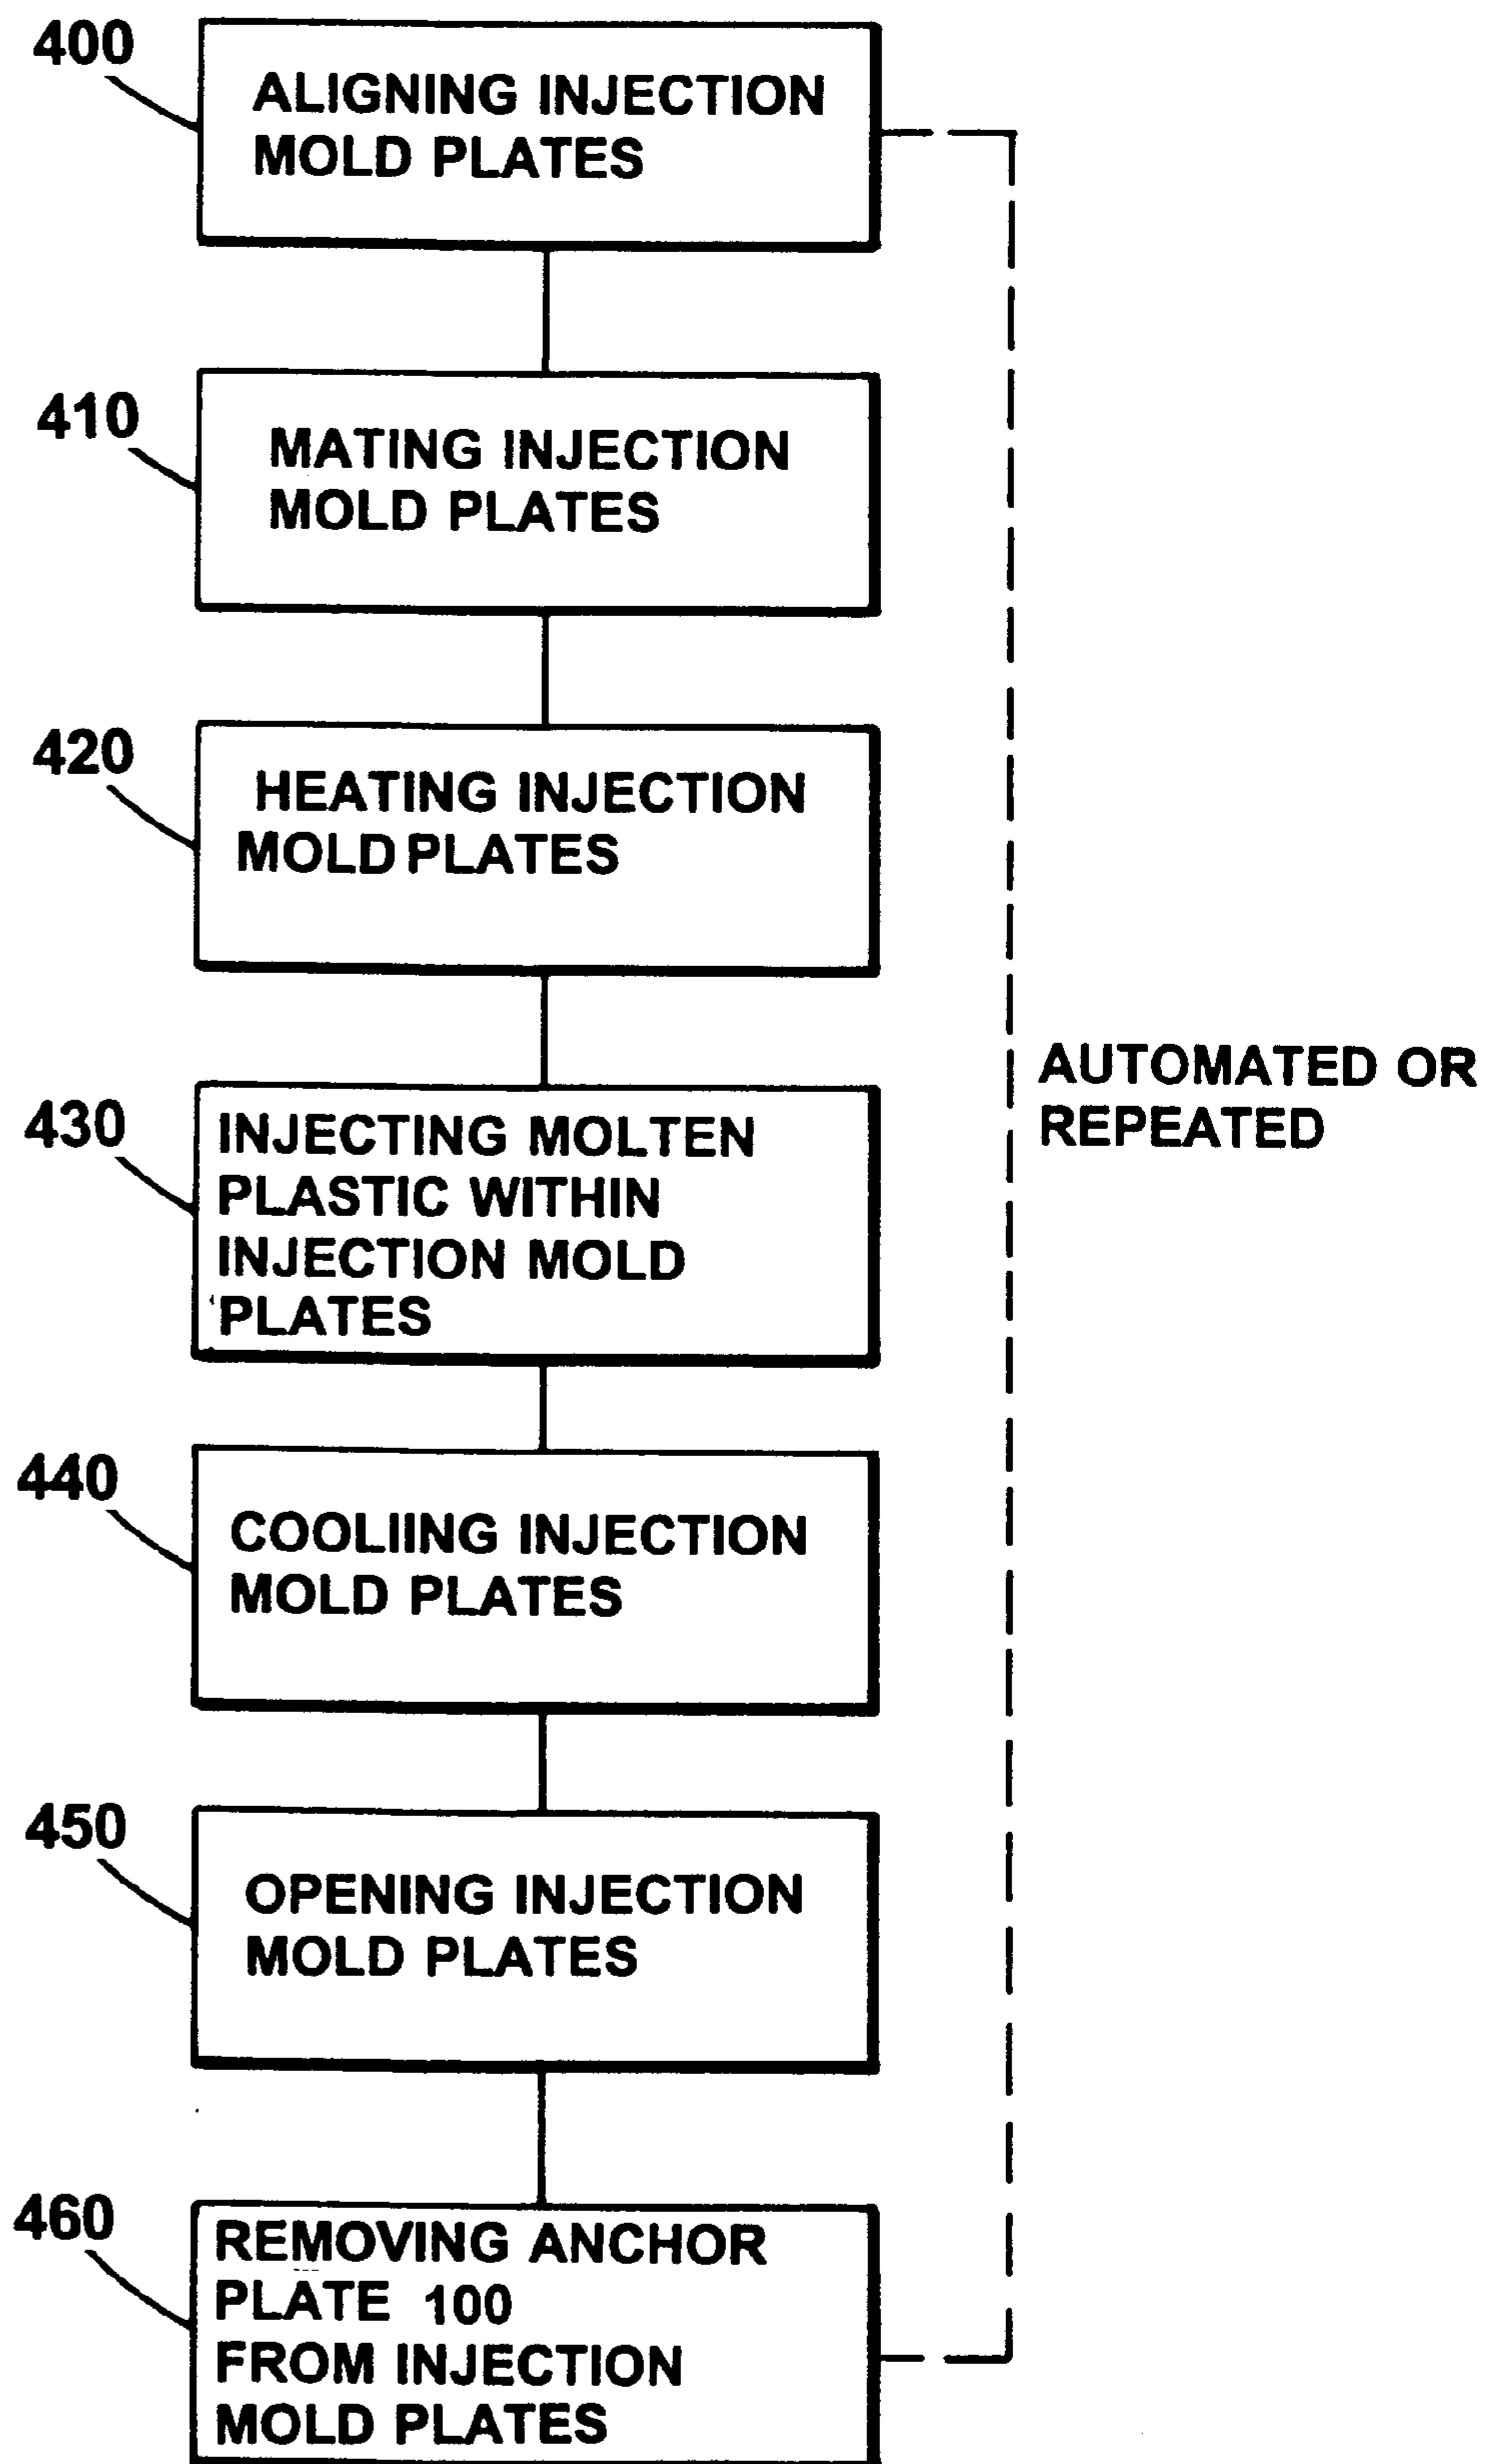 400
ALIGNING INJECTION
MOLD PLATES
410
MATING INJECTION
MOLD PLATES
420
HEATING INJECTION
MOLD PLATES
430
INJECTING MOLTEN
PLASTIC WITHIN
INJECTION MOLD
PLATES
AUTOMATED OR
REPEATED
440
COOLIING INJECTION
MOLD PLATES
450
OPENING INJECTION
MOLD PLATES
460
REMOVING ANCHOR
PLATE 100
FROM INJECTION
MOLD PLATES